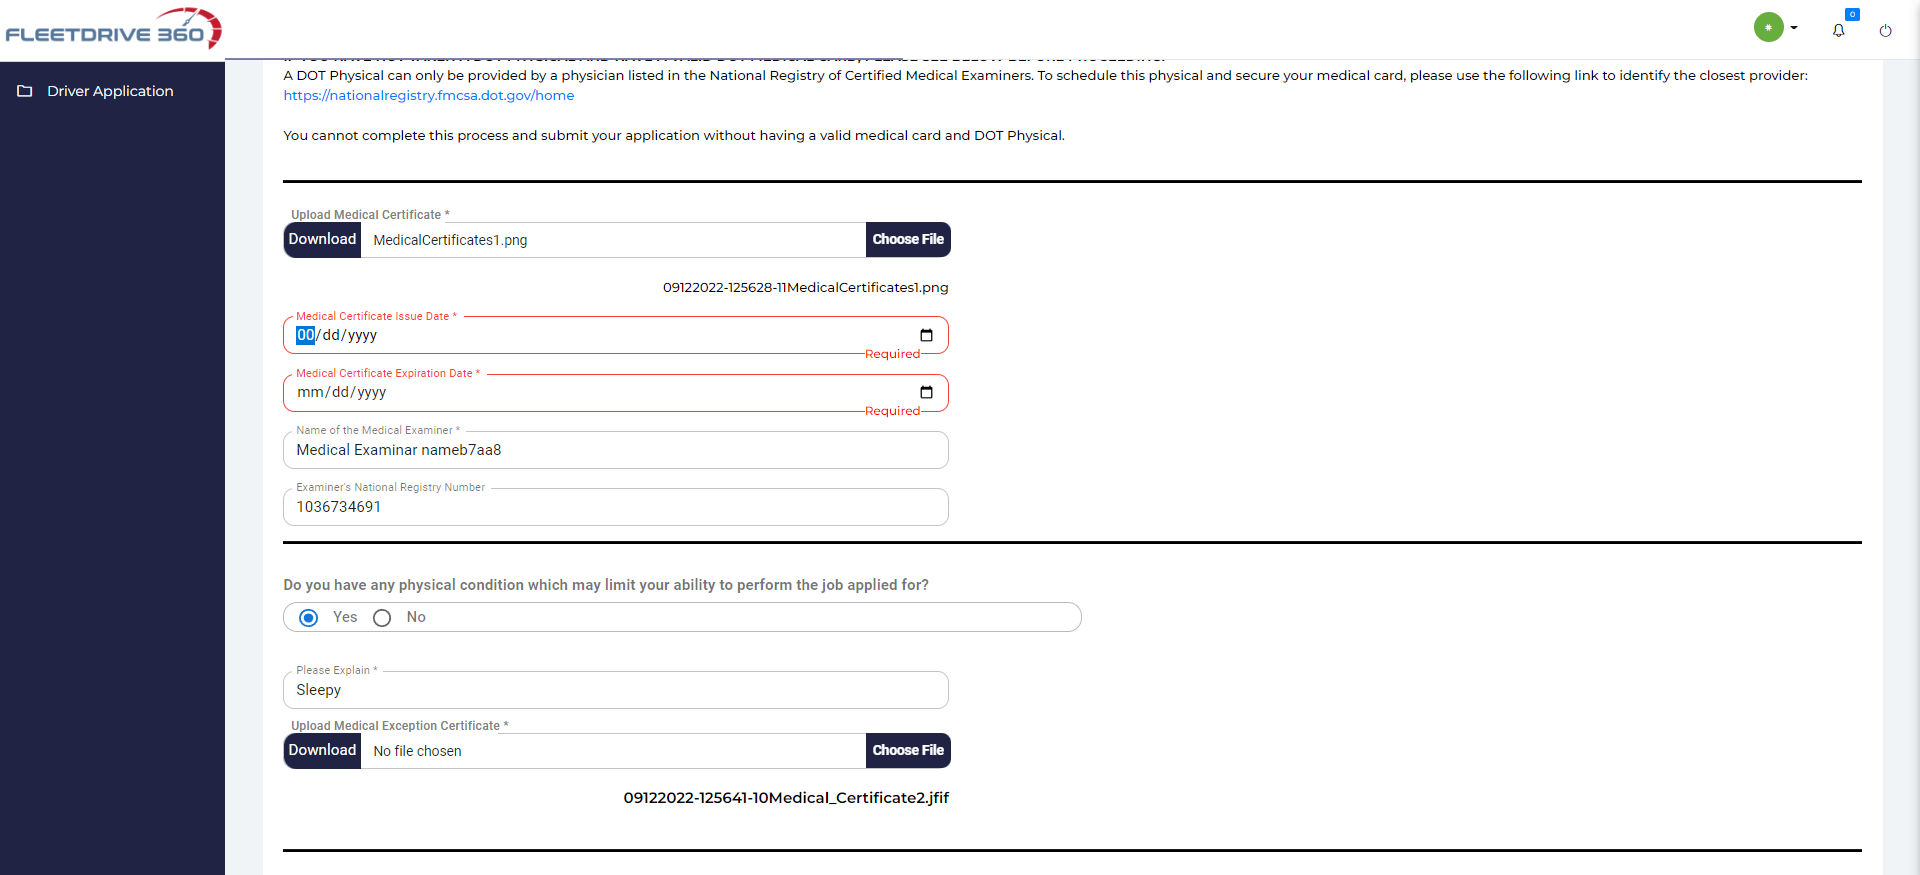 FLEETDRIVE 360
0
Driver Application
A DOT Physical can only be provided by a physician listed in the National Registry of Certified Medical Examiners. To schedule this physical and secure your medical card, please use the following link to identify the closest provider:
https://nationalregistry.fmcsa.dot.gov/home
You cannot complete this process and submit your application without having a valid medical card and DOT Physical.
Upload Medical Certificate *
Download MedicalCertificates1.png Choose File
09122022-125628-11MedicalCertificates1.png
Medical Certificate Issue Date *
00/dd/yyyy
Required
Medical Certificate Expiration Date *
mm/dd/yyyy
Required
Name of the Medical Examiner *
Medical Examinar nameb7aa8
Examiner's National Registry Number
1036734691
Do you have any physical condition which may limit your ability to perform the job applied for?
Yes No
Please Explain *
Sleepy
Upload Medical Exception Certificate *
Download No file chosen Choose File
09122022-125641-10Medical_Certificate2.jfif